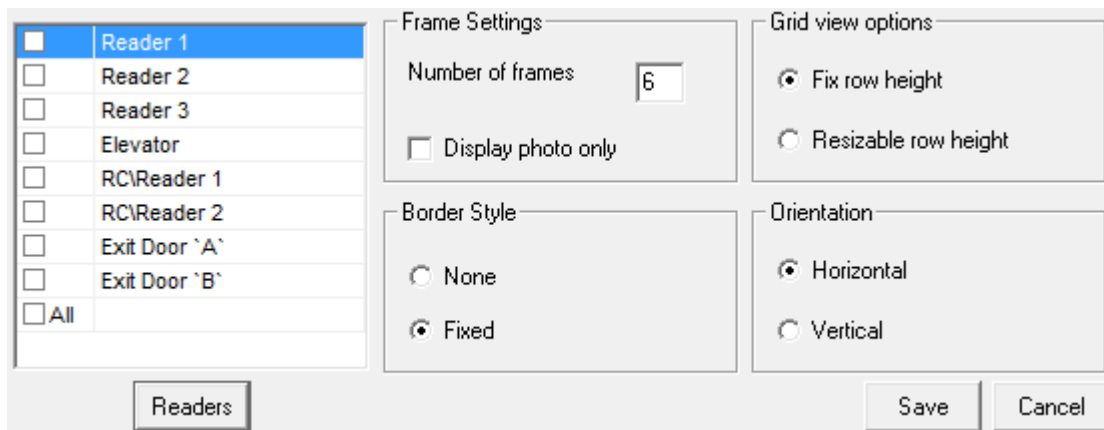 Reader 1
Reader 2
Reader 3
Elevator
RC\Reader 1
RC\Reader 2
Exit Door `A`
Exit Door `B`
All
Readers
Frame Settings
Number of frames 6
Display photo only
Border Style
None
Fixed
Grid view options
Fix row height
Resizable row height
Orientation
Horizontal
Vertical
Save
Cancel